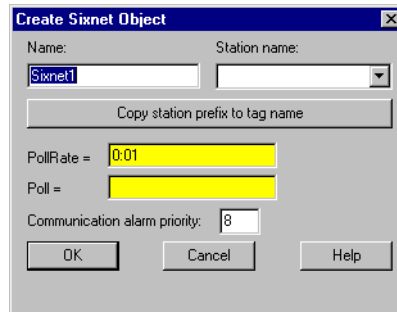 Create Sixnet Object
Name: Station name:
Sixnet1
Copy station prefix to tag name
PollRate = 0:01
Poll =
Communication alarm priority: 8
OK Cancel Help